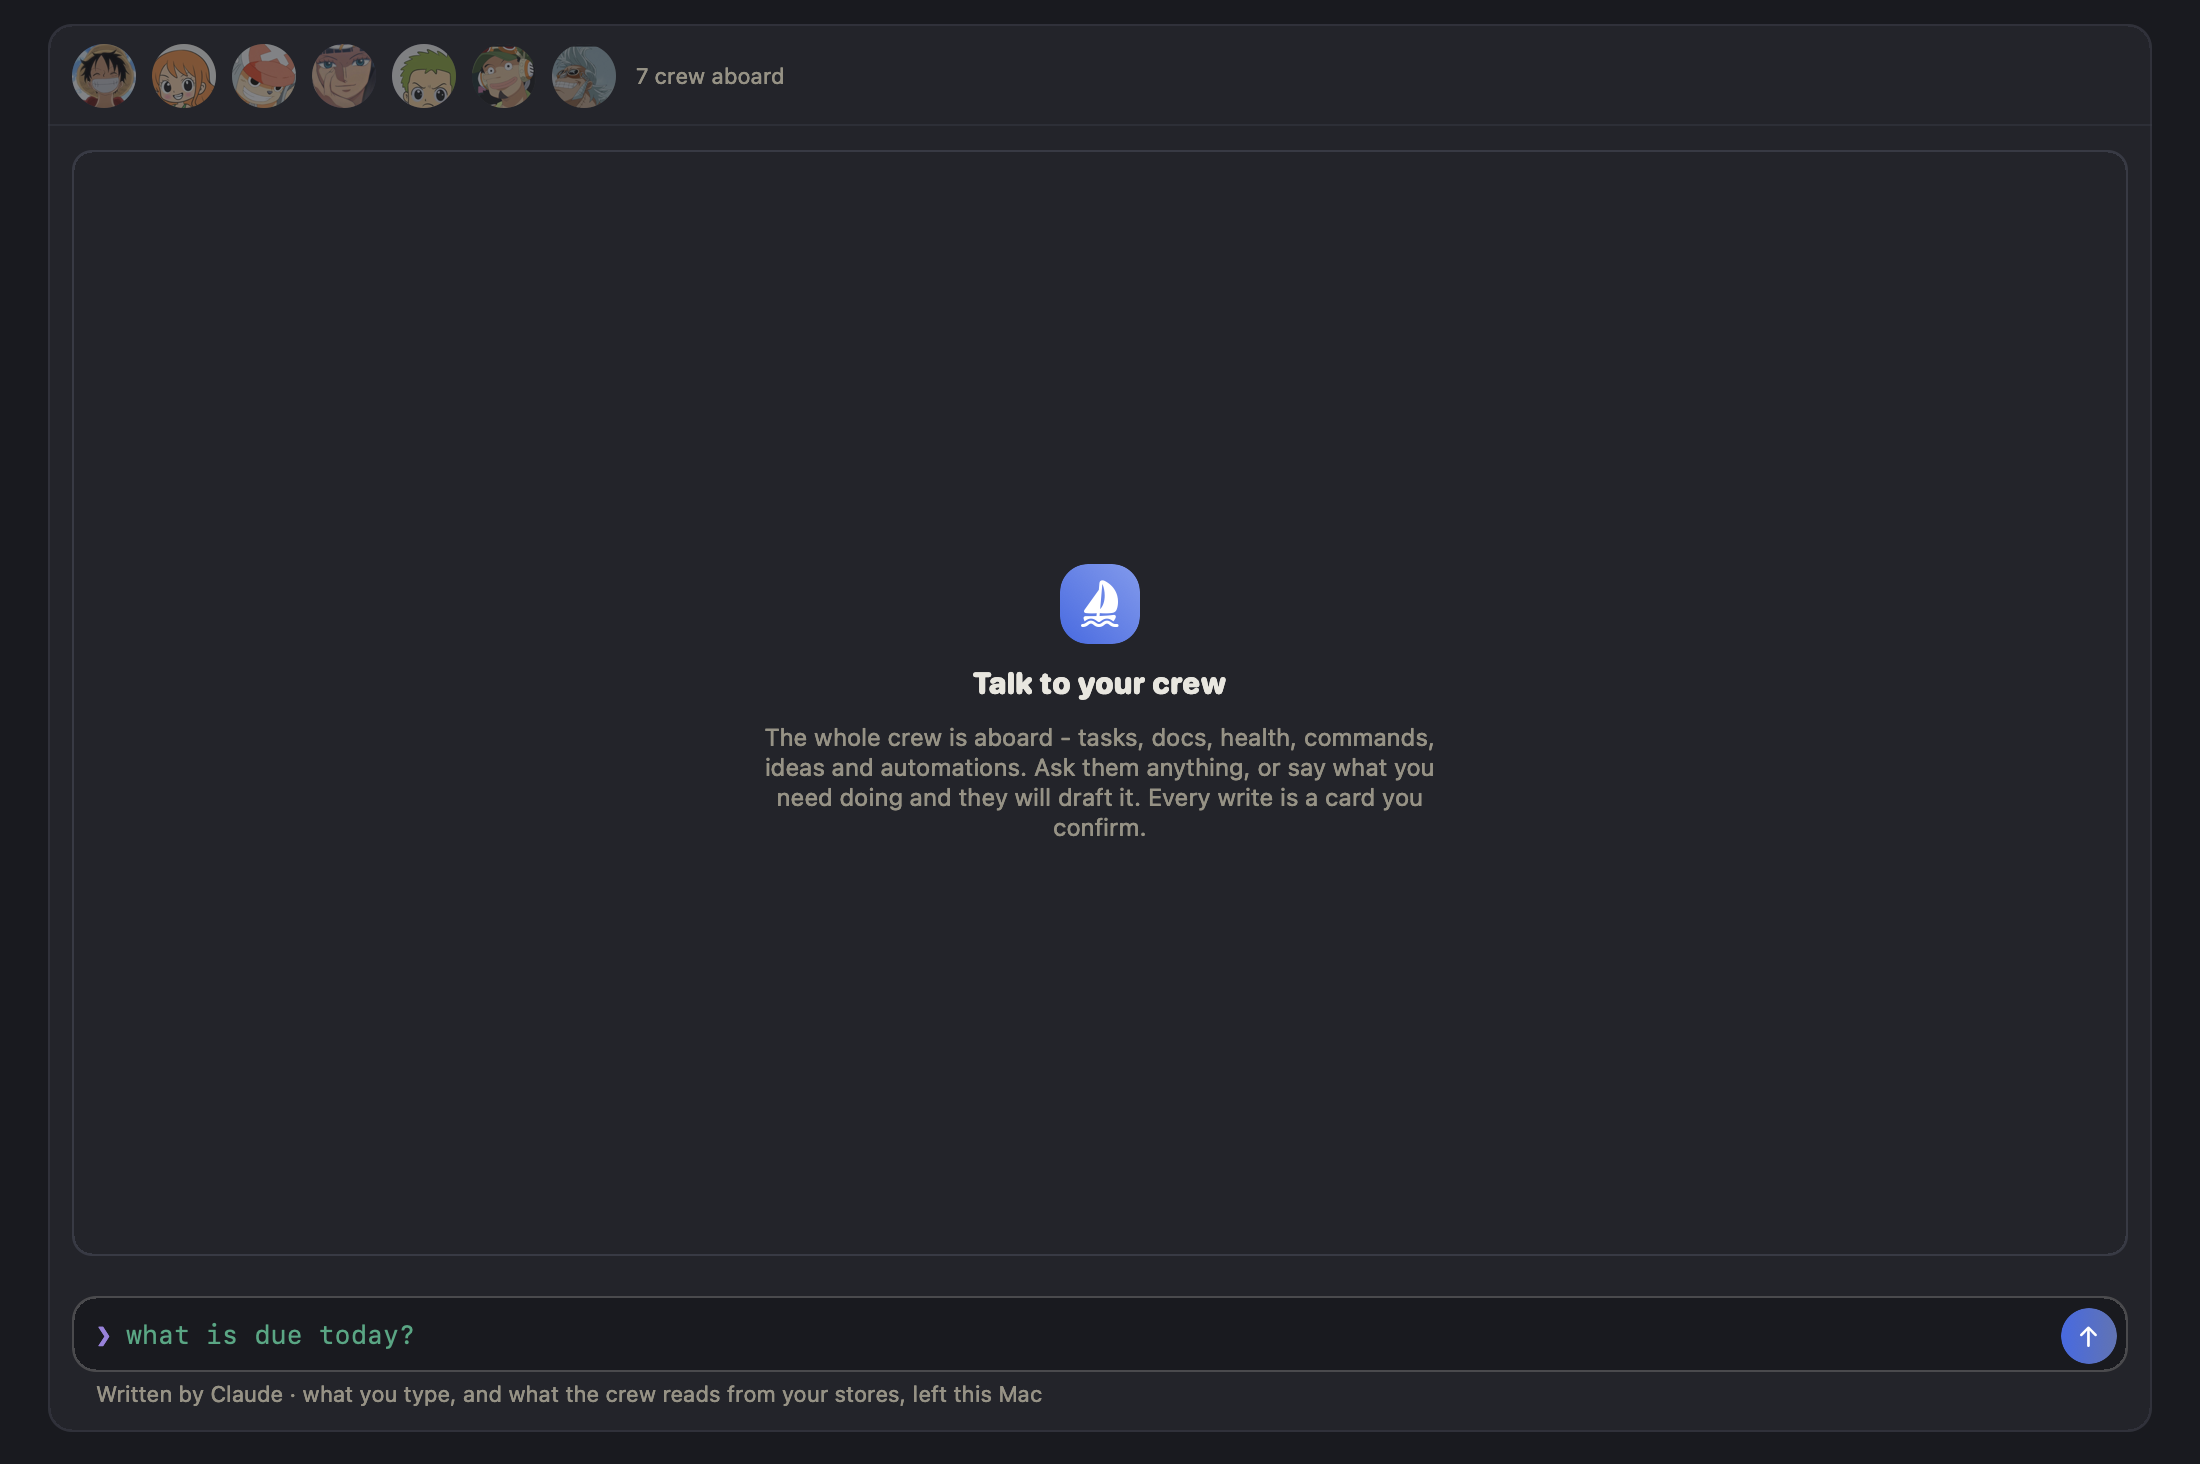 7 crew aboard
Talk to your crew
The whole crew is aboard - tasks, docs, health, commands,
ideas and automations. Ask them anything, or say what you
need doing and they will draft it. Every write is a card you
confirm.
❯ what is due today?
Written by Claude · what you type, and what the crew reads from your stores, left this Mac